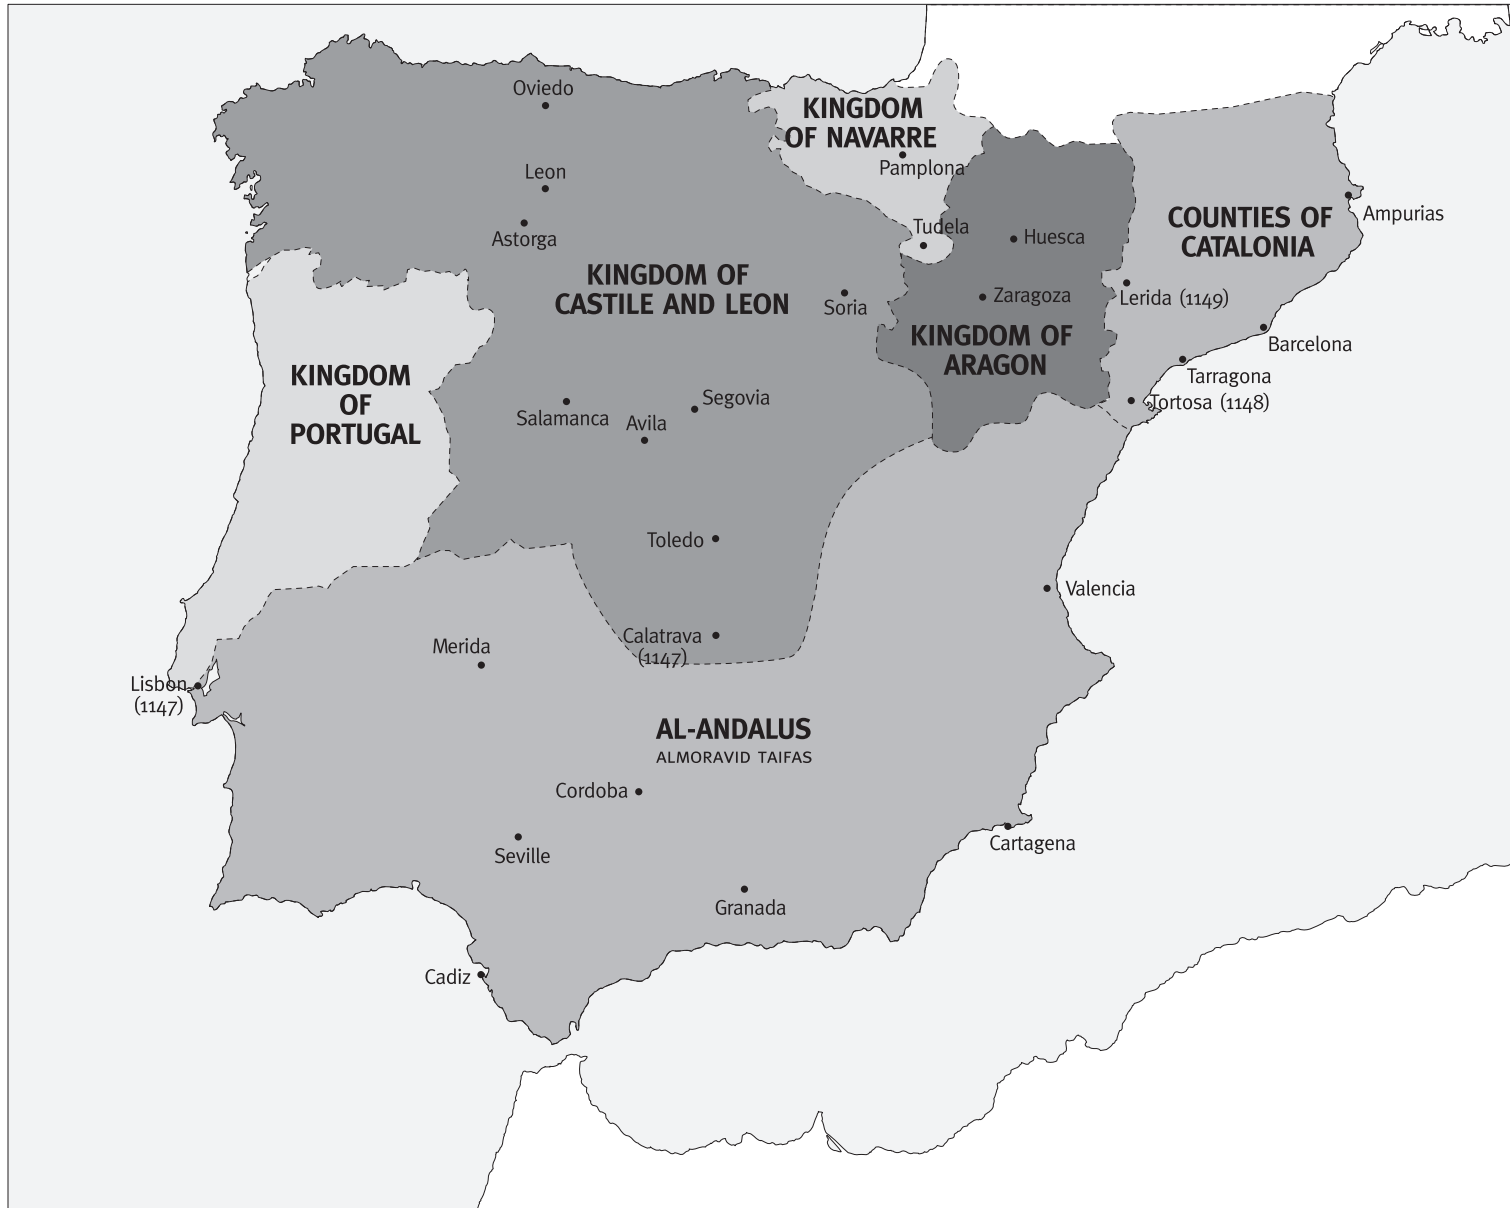 Oviedo
KINGDOM
OF NAVARRE
Pamplona
Leon
Astorga
Tudela
Huesca
COUNTIES OF
CATALONIA
Ampurias
KINGDOM OF
CASTILE AND LEON
Soria
Zaragoza
Lerida (1149)
KINGDOM OF
ARAGON
Barcelona
Tarragona
Tortosa (1148)
KINGDOM
OF
PORTUGAL
Salamanca
Segovia
Avila
Toledo
Valencia
Calatrava
(1147)
Merida
Lisbon
(1147)
AL-ANDALUS
ALMORAVID TAIFAS
Cordoba
Seville
Cartagena
Granada
Cadiz